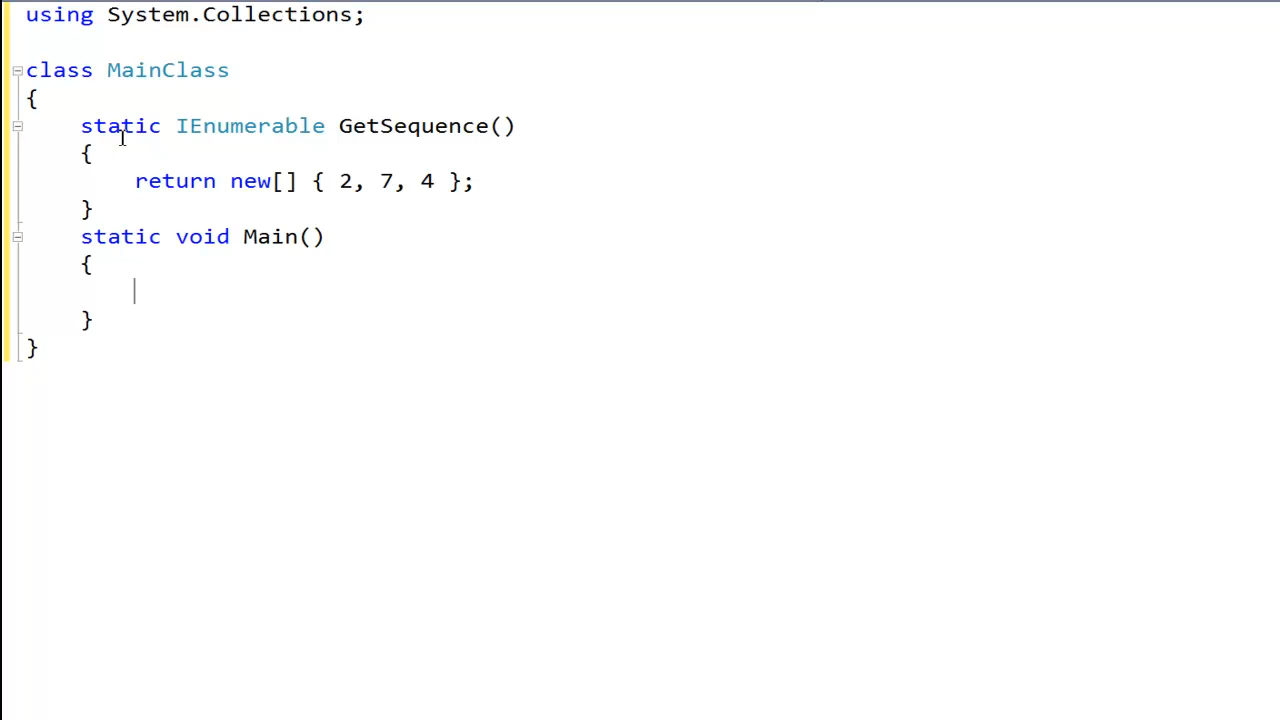 using System.Collections;
class MainClass
{
static IEnumerable GetSequence()
{
return new[] { 2, 7, 4 };
}
static void Main()
{
}
}